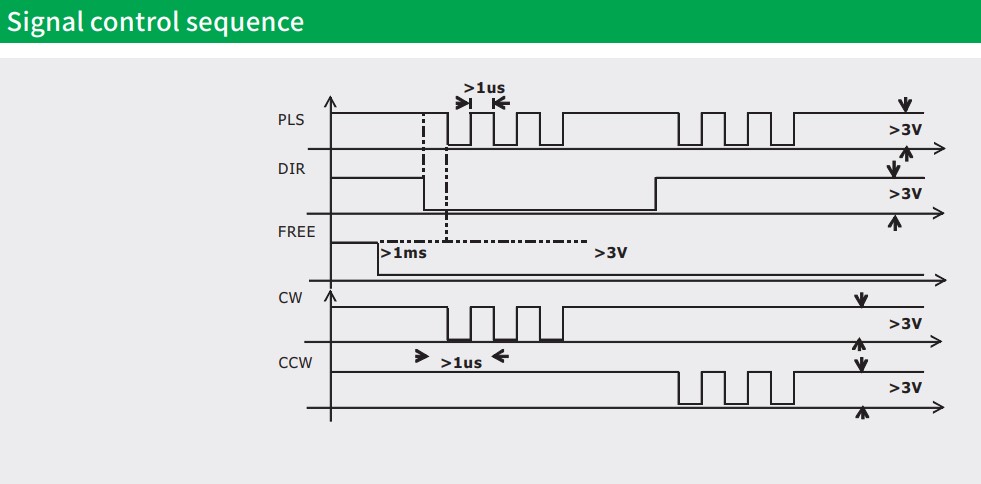 Signal control sequence
>1us
PLS
>3V
DIR
>3V
FREE
>1ms
>3V
CW
>3V
CCW
>1us
>3V